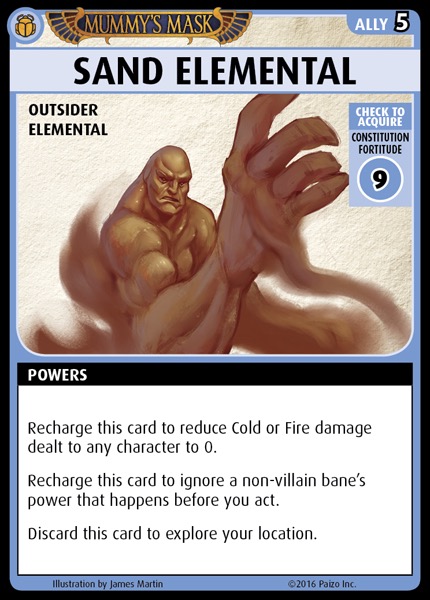 MUMMY'S MASK
ALLY 5
SAND ELEMENTAL
OUTSIDER
ELEMENTAL
CHECK TO
ACQUIRE
CONSTITUTION
FORTITUDE
9
POWERS
Recharge this card to reduce Cold or Fire damage
dealt to any character to 0.
Recharge this card to ignore a non-villain bane's
power that happens before you act.
Discard this card to explore your location.
Illustration by James Martin
©2016 Paizo Inc.